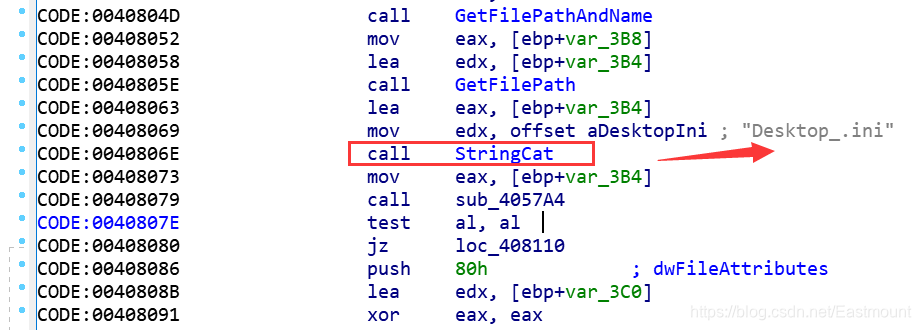 CODE:0040804D call GetFilePathAndName
CODE:00408052 mov eax, [ebp+var_3B8]
CODE:00408058 lea edx, [ebp+var_3B4]
CODE:0040805E call GetFilePath
CODE:00408063 lea eax, [ebp+var_3B4]
CODE:00408069 mov edx, offset aDesktopIni ; "Desktop_.ini"
CODE:0040806E call StringCat
CODE:00408073 mov eax, [ebp+var_3B4]
CODE:00408079 call sub_4057A4
CODE:0040807E test al, al
CODE:00408080 jz loc_408110
CODE:00408086 push 80h ; dwFileAttributes
CODE:0040808B lea edx, [ebp+var_3C0]
CODE:00408091 xor eax, eax
https://blog.csdn.net/Eastmount